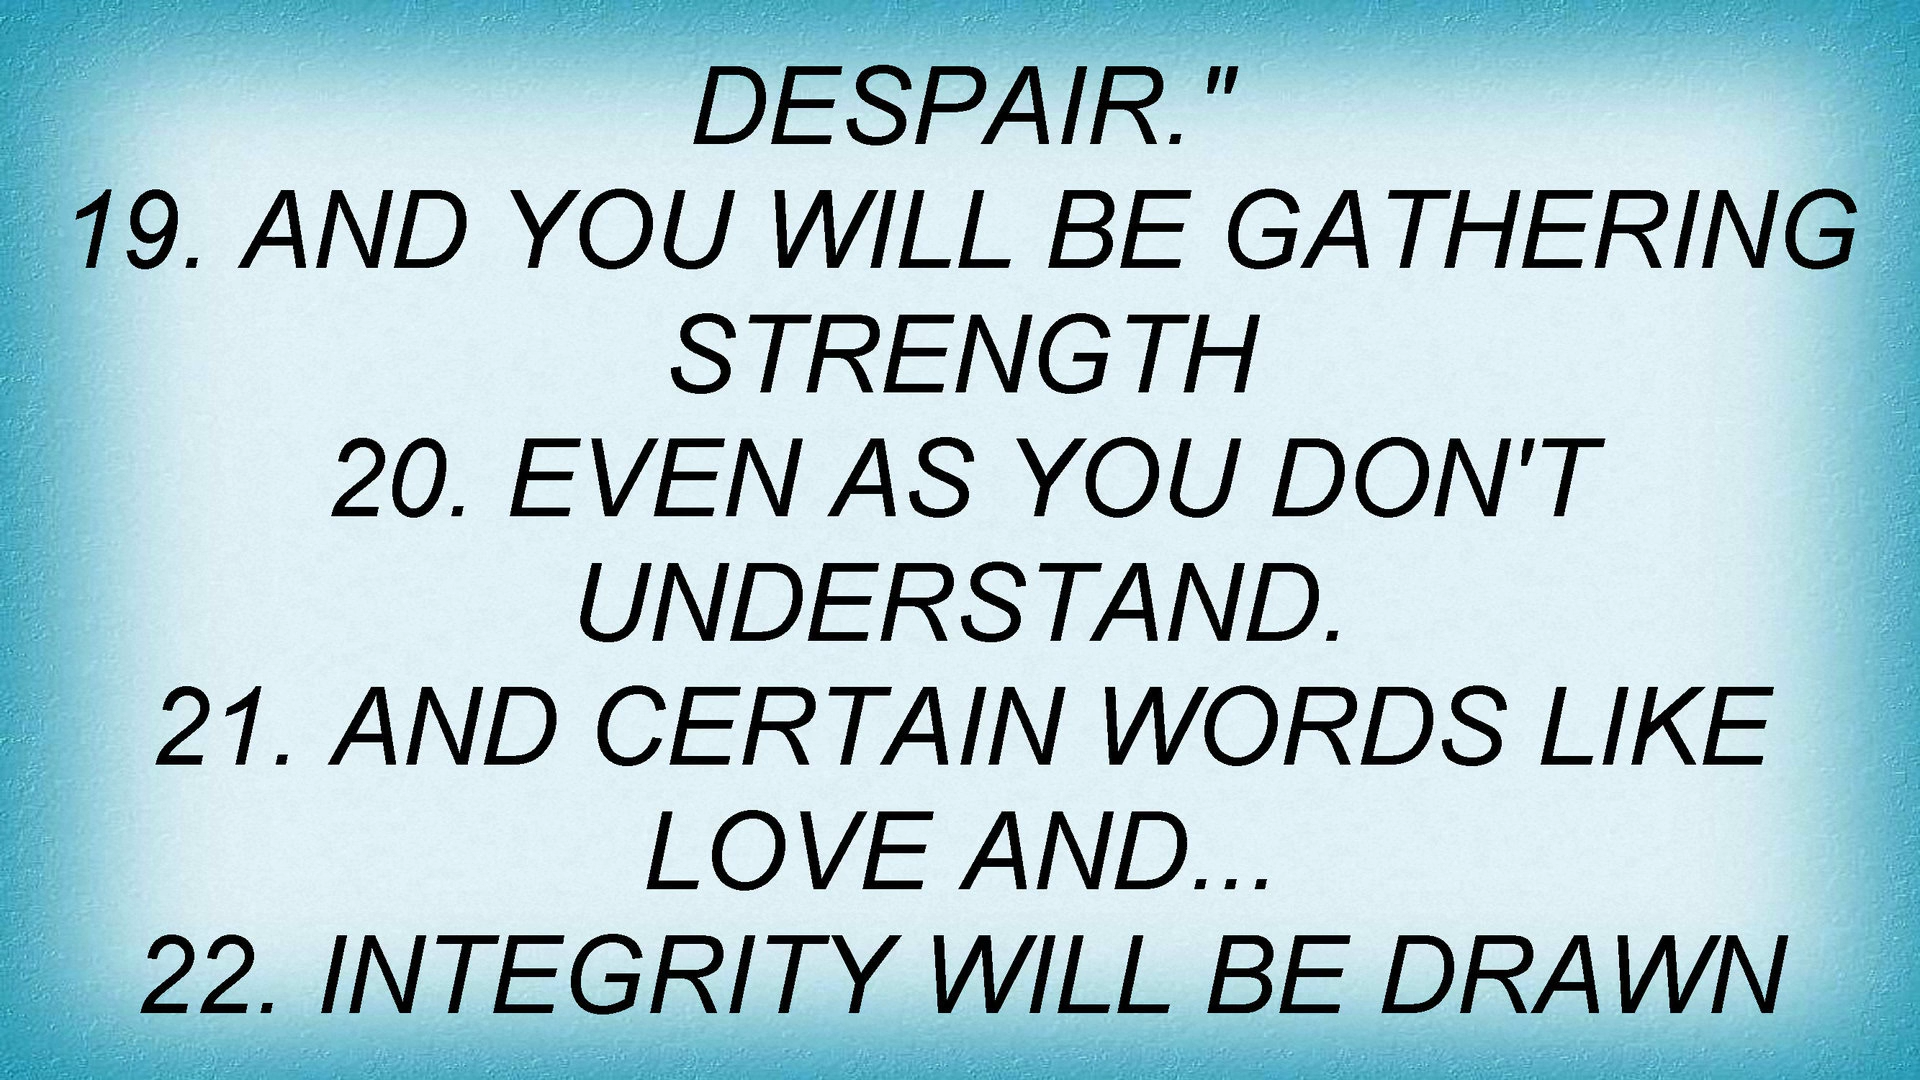 DESPAIR."
19. AND YOU WILL BE GATHERING
STRENGTH
20. EVEN AS YOU DON'T
UNDERSTAND.
21. AND CERTAIN WORDS LIKE
LOVE AND...
22. INTEGRITY WILL BE DRAWN